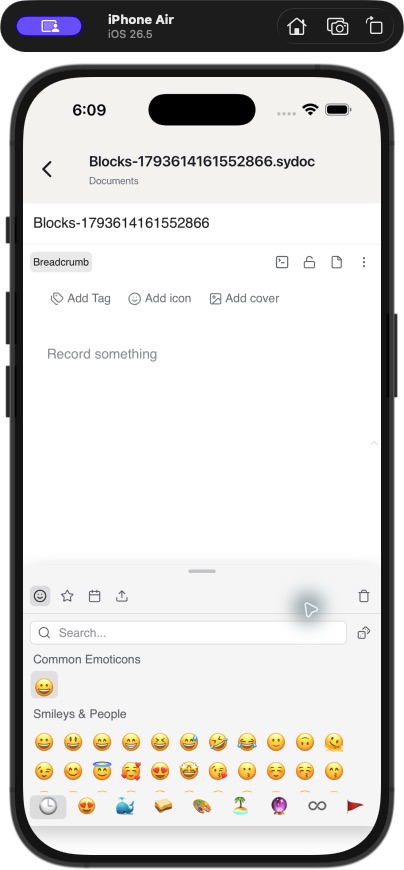 iPhone Air
iOS 26.5
6:09
Blocks-1793614161552866.sydoc
Documents
Blocks-1793614161552866
Breadcrumb
Add Tag Add icon Add cover
Record something
Search...
Common Emoticons
Smileys & People